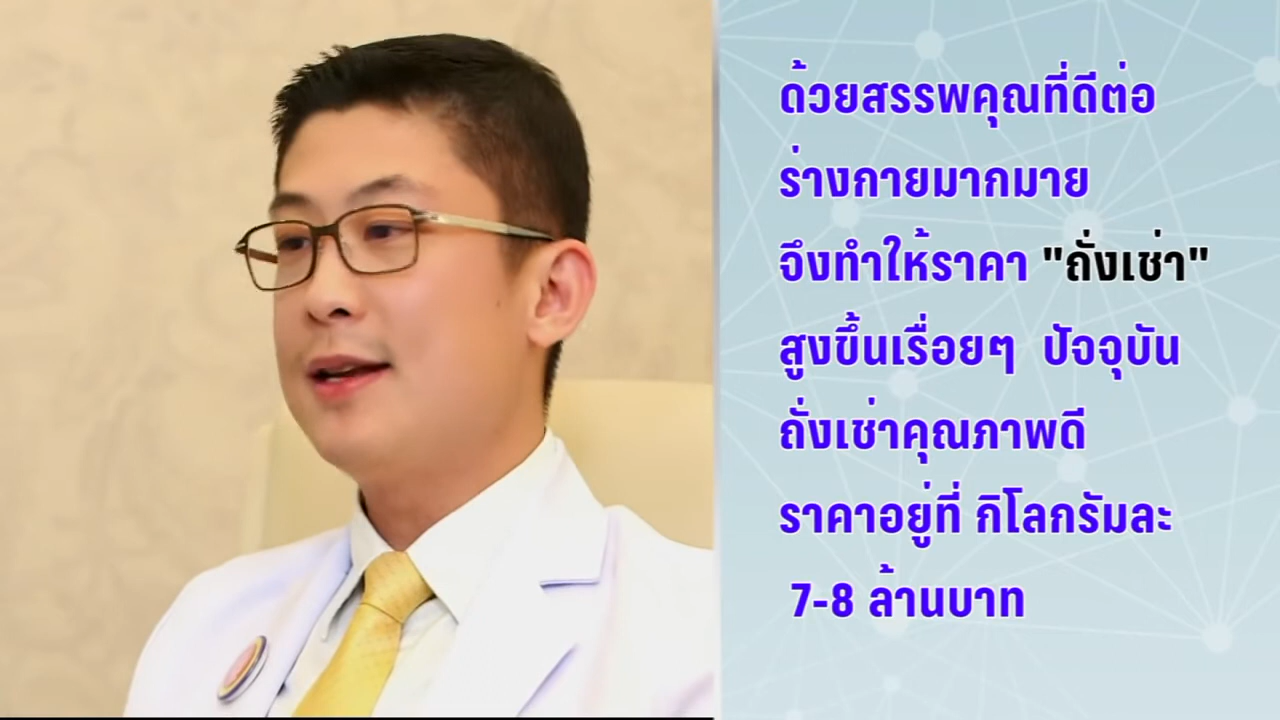 ด้วยสรรพคุณที่ดีต่อ
ร่างกายมากมาย
จึงทำให้ราคา "ถั่งเช่า"
สูงขึ้นเรื่อยๆ ปัจจุบัน
ถั่งเช่าคุณภาพดี
ราคาอยู่ที่ กิโลกรัมละ
7-8 ล้านบาท